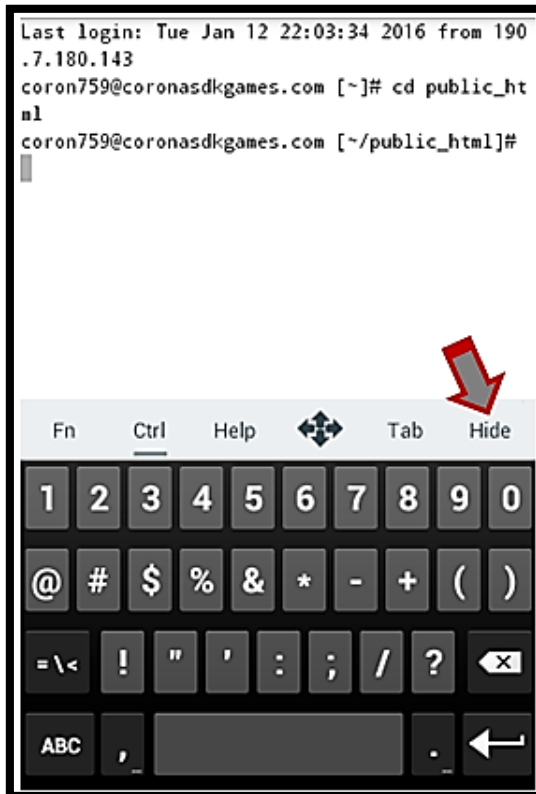 Last login: Tue Jan 12 22:03:34 2016 from 190
.7.180.143
coron759@coronasdkgames.com [~]# cd public_ht
ml
coron759@coronasdkgames.com [~/public_html]#
Fn Ctrl Help Tab Hide
1 2 3 4 5 6 7 8 9 0
@ # $ % & * - + ( )
=\< ! " ' : ; / ?
ABC , .